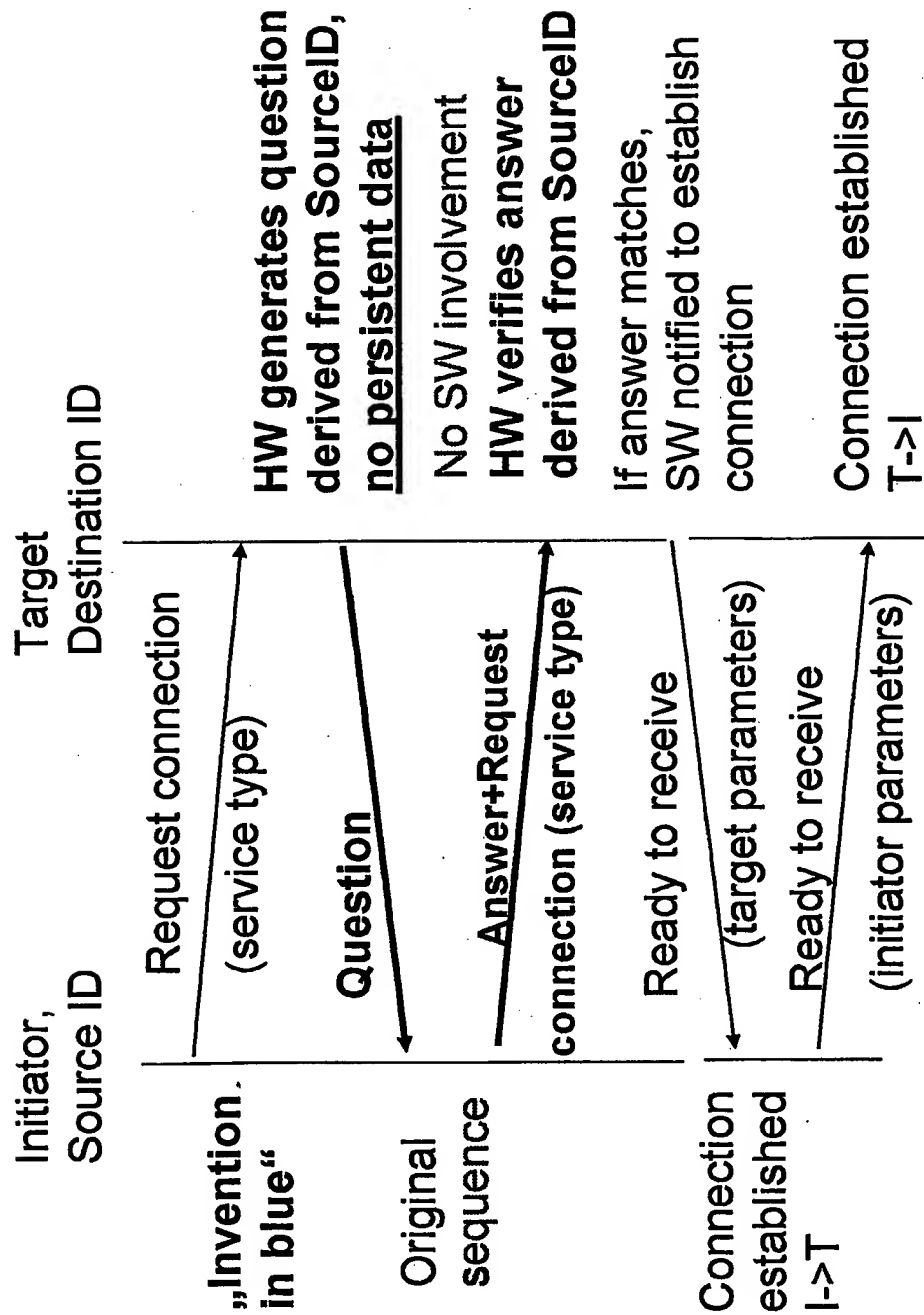 Initiator,
Source ID
Target
Destination ID
„Invention
in blue“
Original
sequence
Connection
established
I->T
Request connection
(service type)
Question
Answer+Request
connection (service type)
Ready to receive
(target parameters)
Ready to receive
(initiator parameters)
HW generates question
derived from SourceID,
no persistent data
No SW involvement
HW verifies answer
derived from SourceID
If answer matches,
SW notified to establish
connection
Connection established
T->I